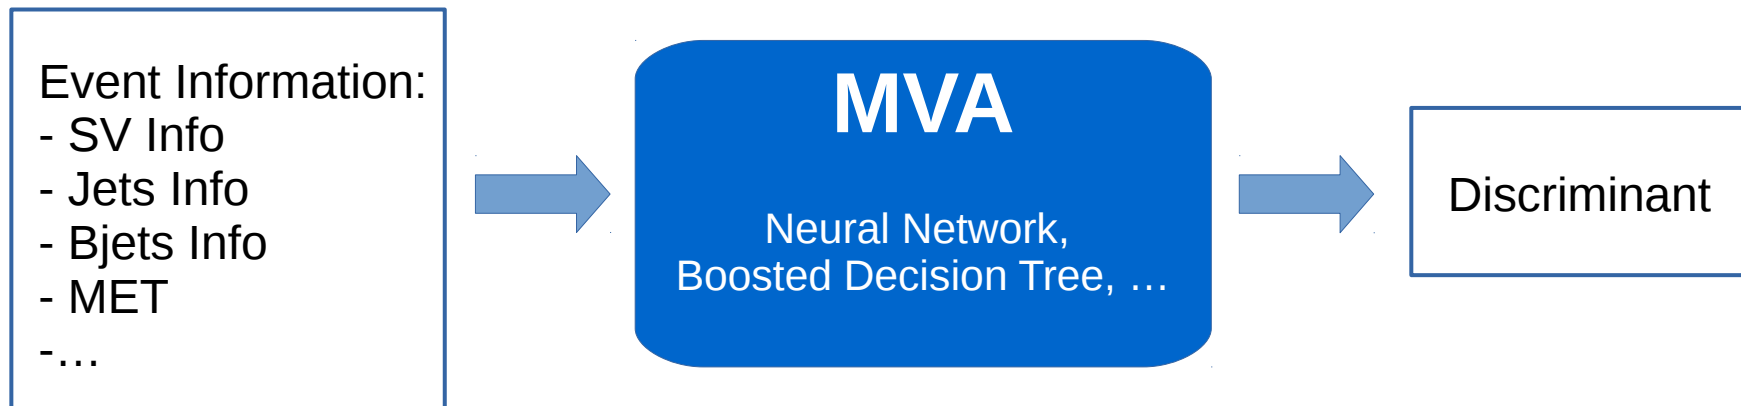 Event Information:
- SV Info
- Jets Info
- Bjets Info
- MET
-…
MVA
Neural Network,
Boosted Decision Tree, …
Discriminant